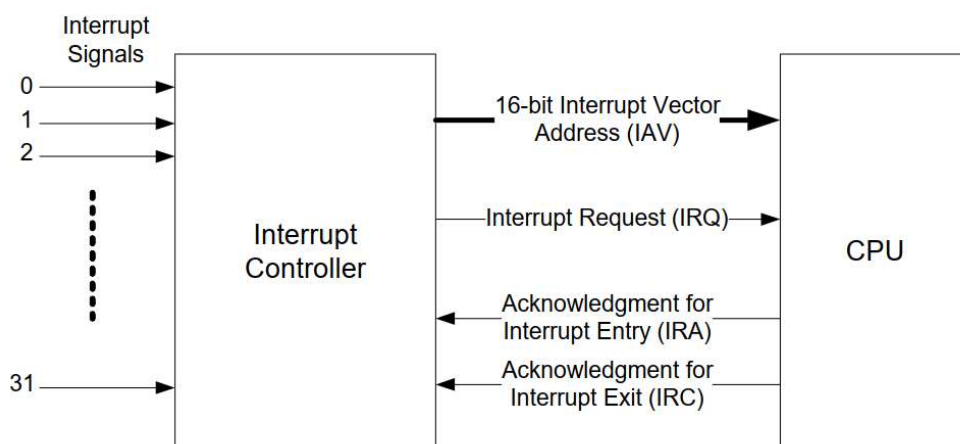 Interrupt
Signals
0
1
2
31
Interrupt
Controller
16-bit Interrupt Vector
Address (IAV)
Interrupt Request (IRQ)
Acknowledgment for
Interrupt Entry (IRA)
Acknowledgment for
Interrupt Exit (IRC)
CPU